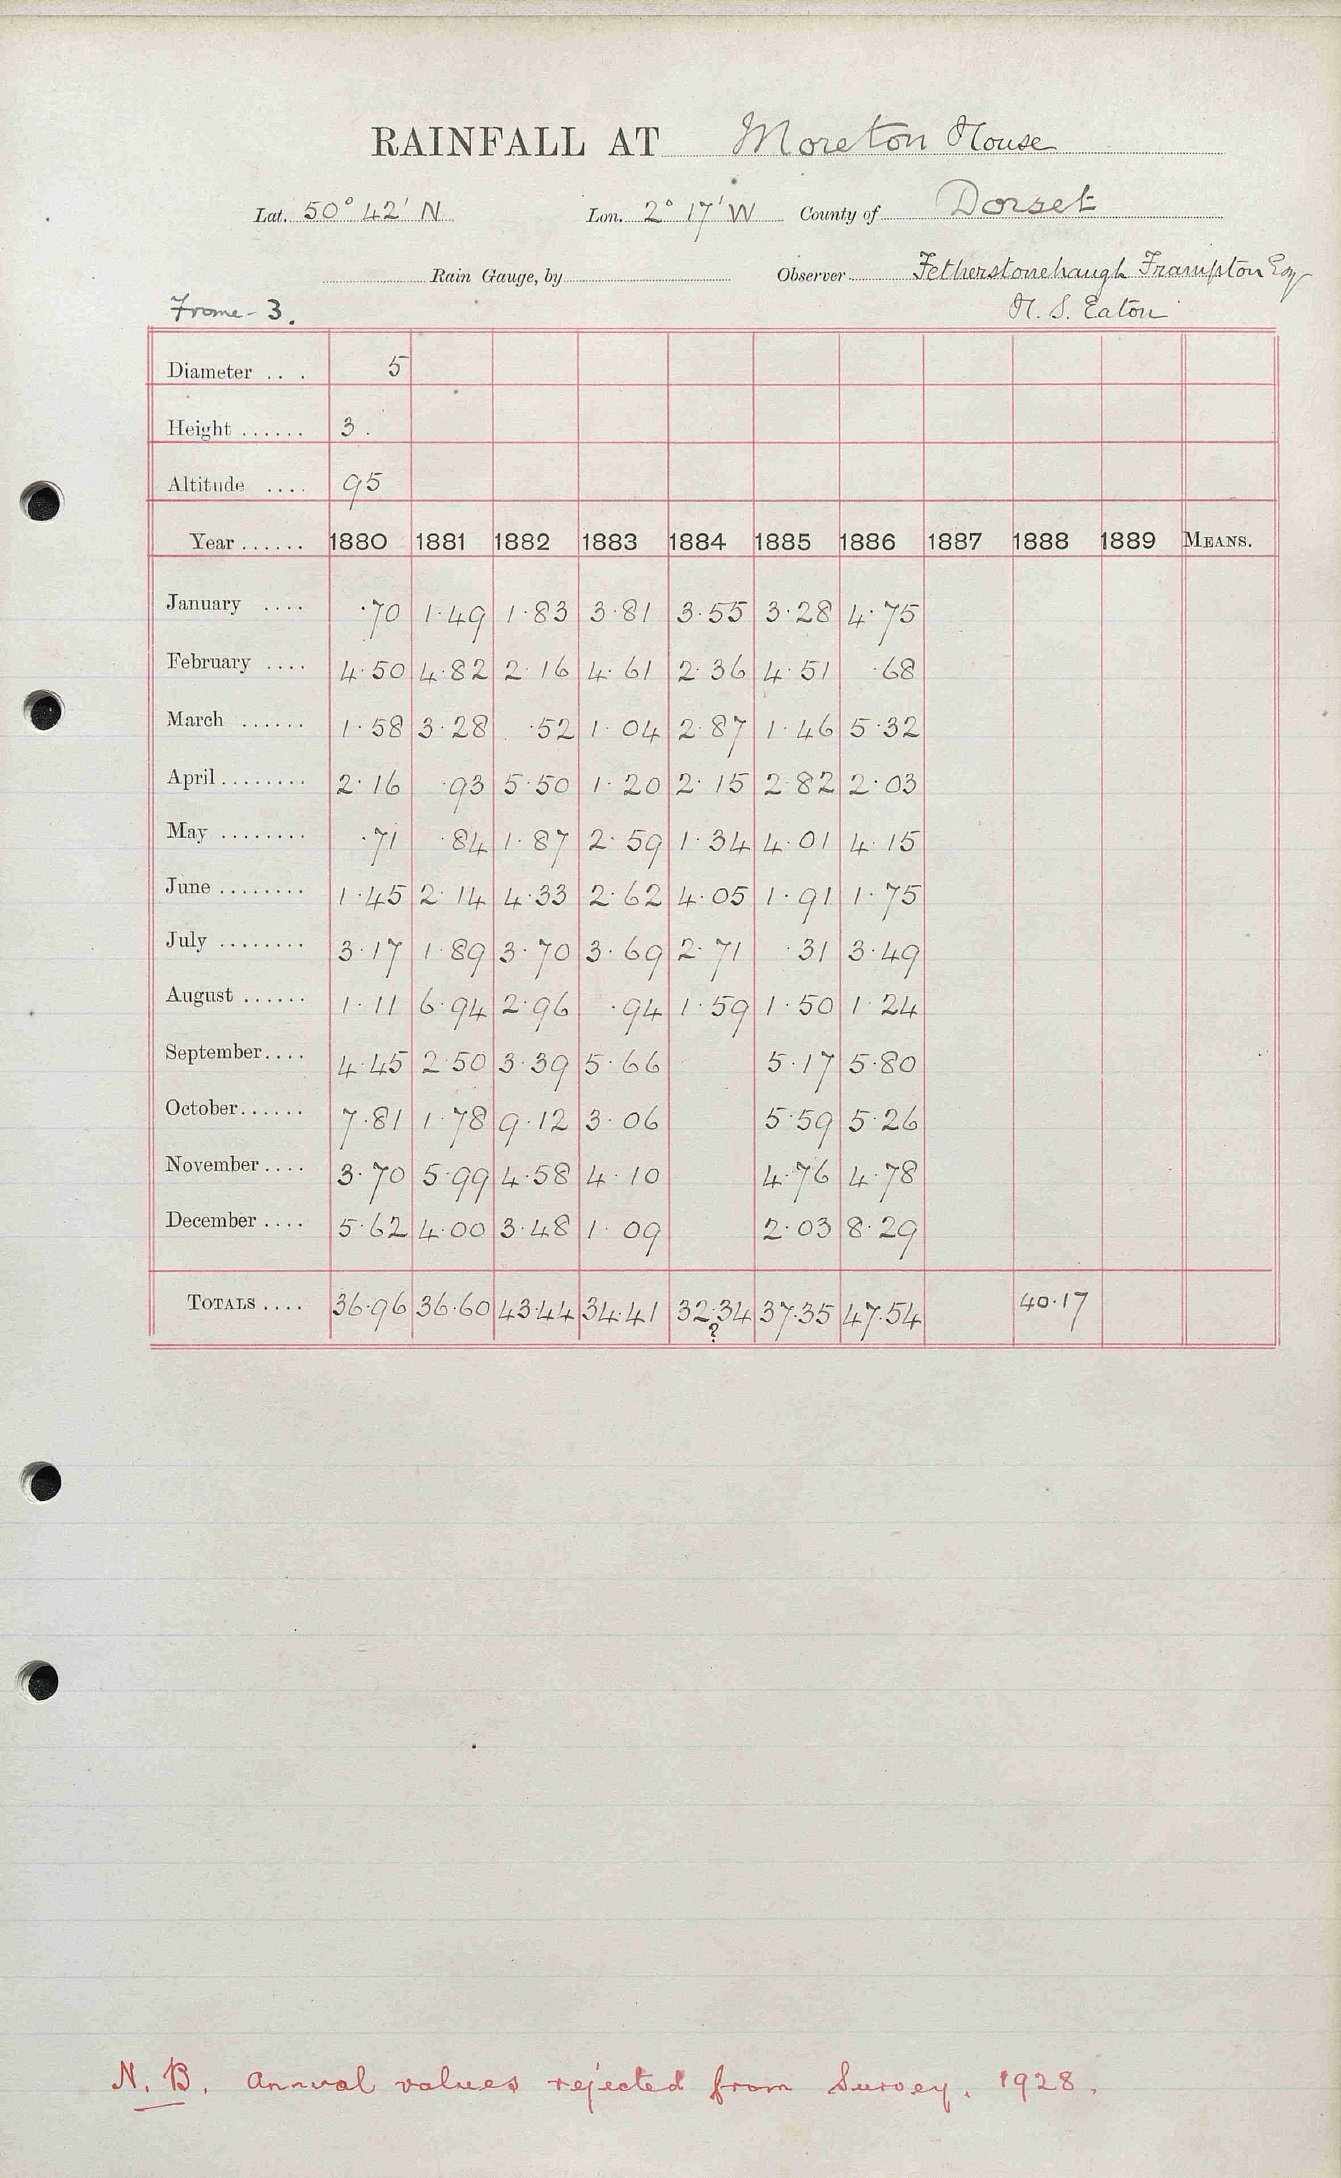 RAINFALL AT Moreton House
Lat. 50° 42' N Lon. 2° 17' W County of Dorset
Rain Gauge, by Observer Fetherstonehaugh Frampton Esq
Frome - 3. H. S. Eaton
Diameter ... 5
Height ...... 3.
Altitude .... 95
Year ...... 1880 1881 1882 1883 1884 1885 1886 1887 1888 1889 MEANS.
January .... ·70 1·49 1·83 3·81 3·55 3·28 4·75
February .... 4·50 4·82 2·16 4·61 2·36 4·51 ·68
March ...... 1·58 3·28 ·52 1·04 2·87 1·46 5·32
April ........ 2·16 ·93 5·50 1·20 2·15 2·82 2·03
May ........ ·71 ·84 1·87 2·59 1·34 4·01 4·15
June ........ 1·45 2·14 4·33 2·62 4·05 1·91 1·75
July ........ 3·17 1·89 3·70 3·69 2·71 ·31 3·49
August ...... 1·11 6·94 2·96 ·94 1·59 1·50 1·24
September .... 4·45 2·50 3·39 5·66 5·17 5·80
October ...... 7·81 1·78 9·12 3·06 5·59 5·26
November .... 3·70 5·99 4·58 4·10 4·76 4·78
December .... 5·62 4·00 3·48 1·09 2·03 8·29
TOTALS .... 36·96 36·60 43·44 34·41 32·34 37·35 47·54 40·17
?
N.B. Annual values rejected from Survey. 1928.